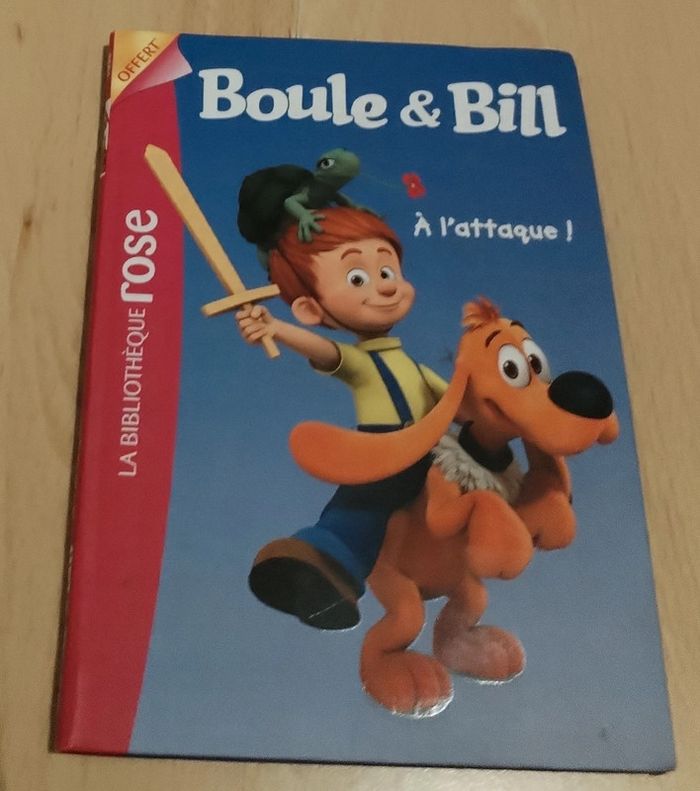 OFFERT
Boule & Bill
À l'attaque !
LA BIBLIOTHÈQUE rose